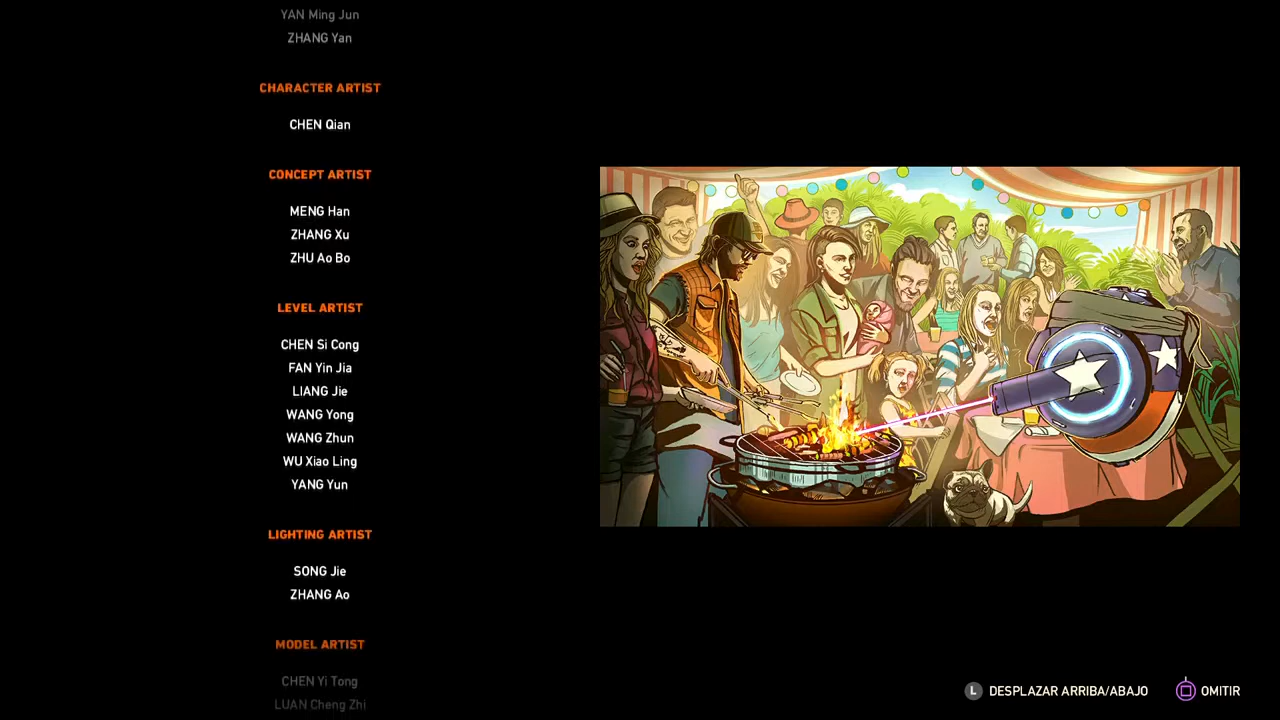 YAN Ming Jun
ZHANG Yan
CHARACTER ARTIST
CHEN Qian
CONCEPT ARTIST
MENG Han
ZHANG Xu
ZHU Ao Bo
LEVEL ARTIST
CHEN Si Cong
FAN Yin Jia
LIANG Jie
WANG Yong
WANG Zhun
WU Xiao Ling
YANG Yun
LIGHTING ARTIST
SONG Jie
ZHANG Ao
MODEL ARTIST
CHEN Yi Tong
LUAN Cheng Zhi
L DESPLAZAR ARRIBA/ABAJO OMITIR